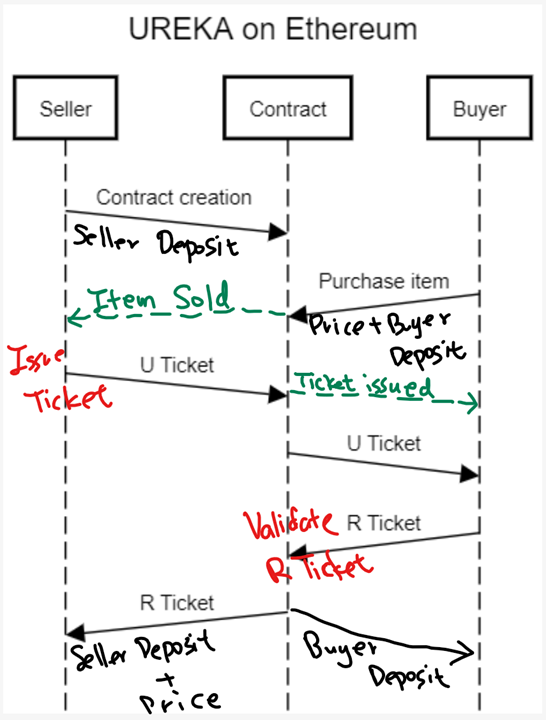 UREKA on Ethereum
Seller
Contract
Buyer
Contract creation
Seller Deposit
Purchase item
Item Sold
Price + Buyer
Deposit
Issue
Ticket
U Ticket
Ticket issued
U Ticket
Validate
R Ticket
R Ticket
R Ticket
Seller Deposit
+
Price
Buyer
Deposit